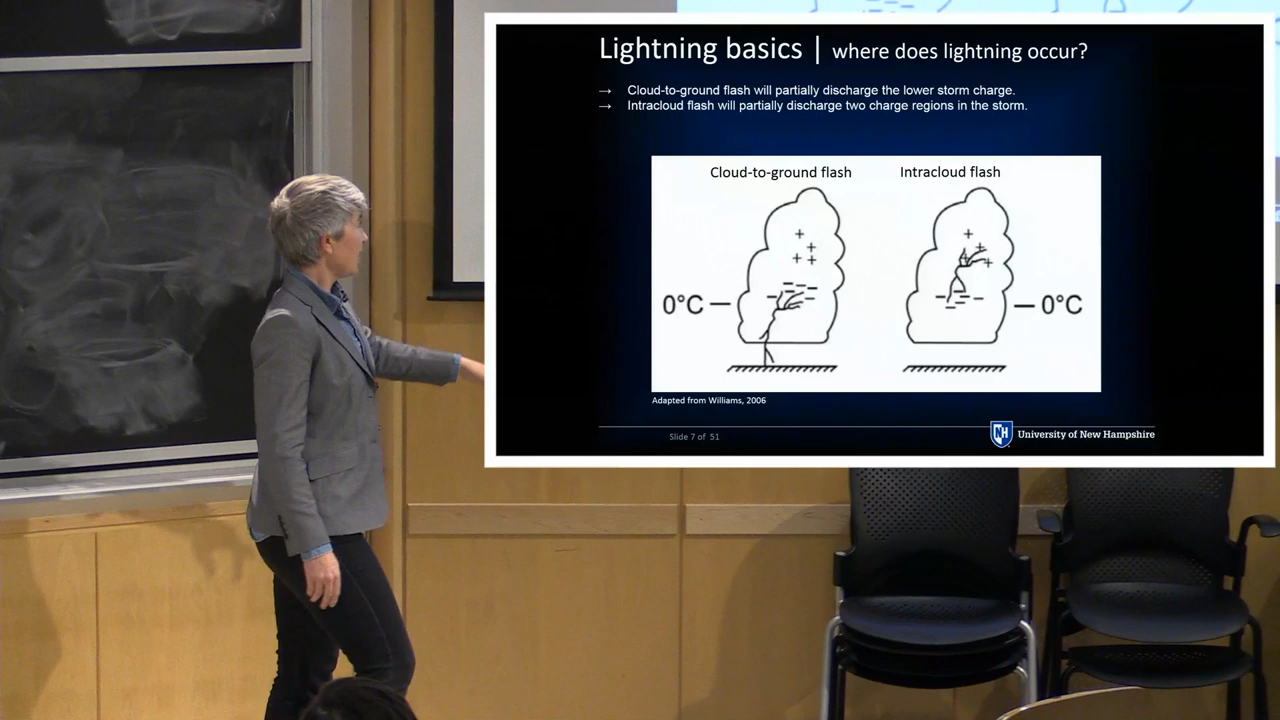 Lightning basics | where does lightning occur?
→ Cloud-to-ground flash will partially discharge the lower storm charge.
→ Intracloud flash will partially discharge two charge regions in the storm.
Cloud-to-ground flash
Intracloud flash
0°C
0°C
Adapted from Williams, 2006
Slide 7 of 51
NH
University of New Hampshire